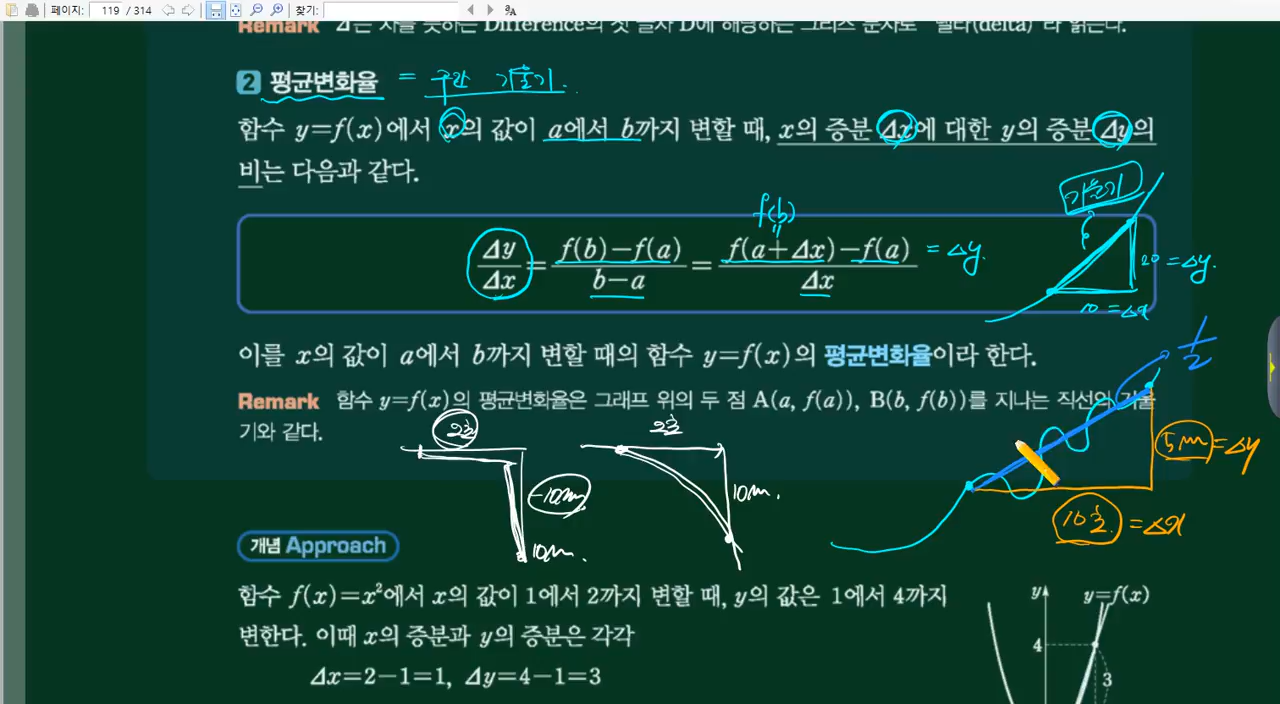 페이지: 119 / 314 찾기:
Remark Δ는 차를 뜻하는 Difference의 첫 글자 D에 해당하는 그리스 문자로 '델타(delta)'라 읽는다.
2 평균변화율 = 구간 기울기.
함수 y=f(x)에서 x의 값이 a에서 b까지 변할 때, x의 증분 Δx에 대한 y의 증분 Δy의
비는 다음과 같다.
기울기
f(b)
"
Δy/Δx = f(b)−f(a)/b−a = f(a+Δx)−f(a)/Δx = Δy.
20 = Δy.
10 = Δx
이를 x의 값이 a에서 b까지 변할 때의 함수 y=f(x)의 평균변화율이라 한다.
1/2
Remark 함수 y=f(x)의 평균변화율은 그래프 위의 두 점 A(a, f(a)), B(b, f(b))를 지나는 직선의 기울
기와 같다.
2초 2초
5m = Δy
-10m 10m.
10초 = Δx
10m.
개념 Approach
함수 f(x)=x²에서 x의 값이 1에서 2까지 변할 때, y의 값은 1에서 4까지
변한다. 이때 x의 증분과 y의 증분은 각각
Δx=2−1=1, Δy=4−1=3
y y=f(x)
4
3